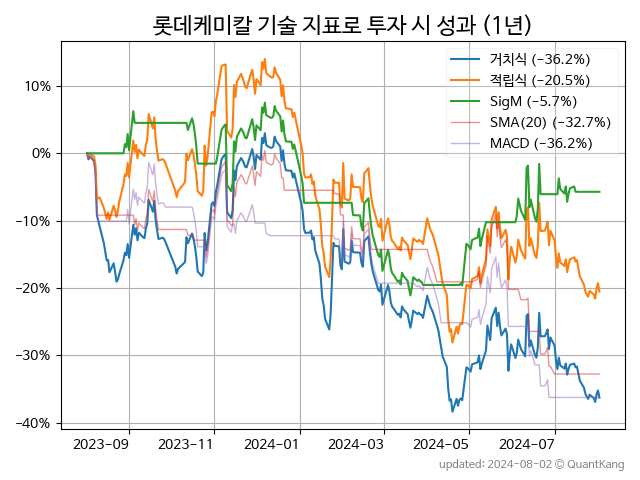 롯데케미칼 기술 지표로 투자 시 성과 (1년)
거치식 (−36.2%)
적립식 (−20.5%)
SigM (−5.7%)
SMA(20) (−32.7%)
MACD (−36.2%)
10%
0%
−10%
−20%
−30%
−40%
2023-09 2023-11 2024-01 2024-03 2024-05 2024-07
updated: 2024-08-02 © QuantKang